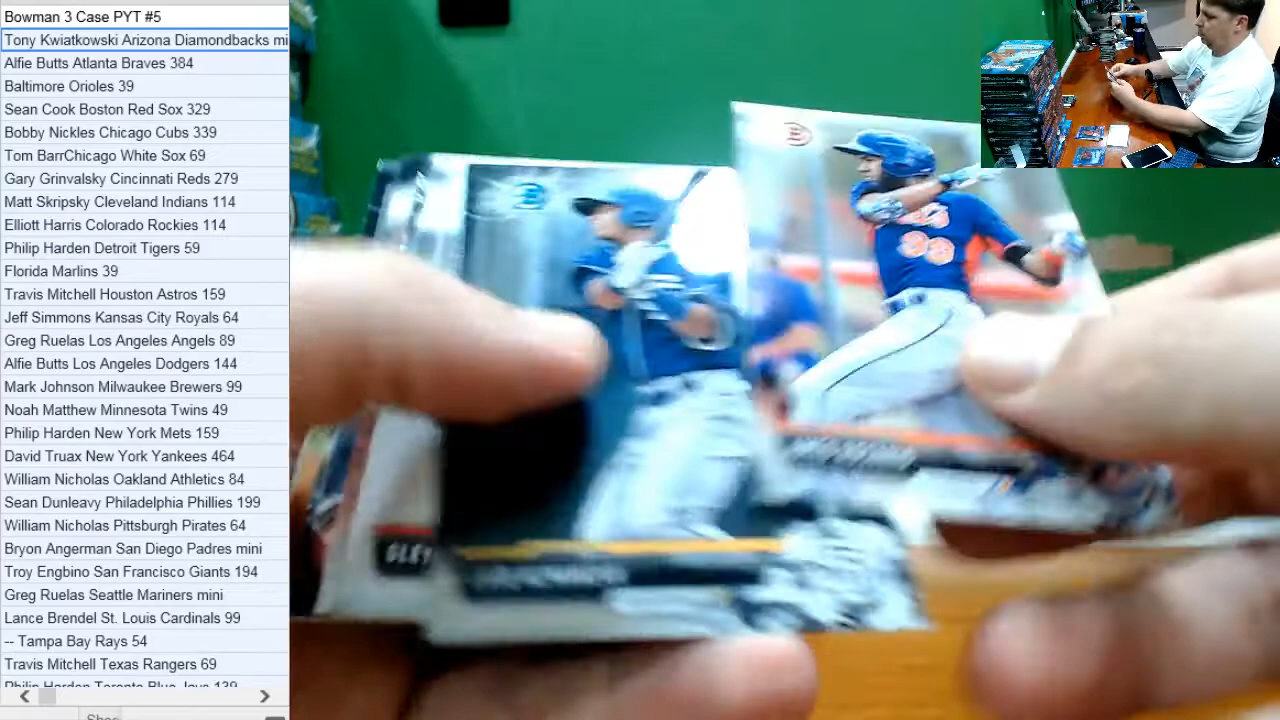 Bowman 3 Case PYT #5
Tony Kwiatkowski Arizona Diamondbacks mi
Alfie Butts Atlanta Braves 384
Baltimore Orioles 39
Sean Cook Boston Red Sox 329
Bobby Nickles Chicago Cubs 339
Tom BarrChicago White Sox 69
Gary Grinvalsky Cincinnati Reds 279
Matt Skripsky Cleveland Indians 114
Elliott Harris Colorado Rockies 114
Philip Harden Detroit Tigers 59
Florida Marlins 39
Travis Mitchell Houston Astros 159
Jeff Simmons Kansas City Royals 64
Greg Ruelas Los Angeles Angels 89
Alfie Butts Los Angeles Dodgers 144
Mark Johnson Milwaukee Brewers 99
Noah Matthew Minnesota Twins 49
Philip Harden New York Mets 159
David Truax New York Yankees 464
William Nicholas Oakland Athletics 84
Sean Dunleavy Philadelphia Phillies 199
William Nicholas Pittsburgh Pirates 64
Bryon Angerman San Diego Padres mini
Troy Engbino San Francisco Giants 194
Greg Ruelas Seattle Mariners mini
Lance Brendel St. Louis Cardinals 99
-- Tampa Bay Rays 54
Travis Mitchell Texas Rangers 69
Philip Harden Toronto Blue Jays 139